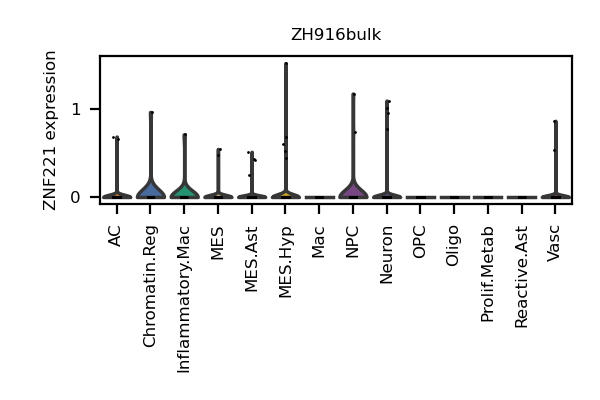 ZH916bulk
ZNF221 expression
1
0
AC
Chromatin.Reg
Inflammatory.Mac
MES
MES.Ast
MES.Hyp
Mac
NPC
Neuron
OPC
Oligo
Prolif.Metab
Reactive.Ast
Vasc